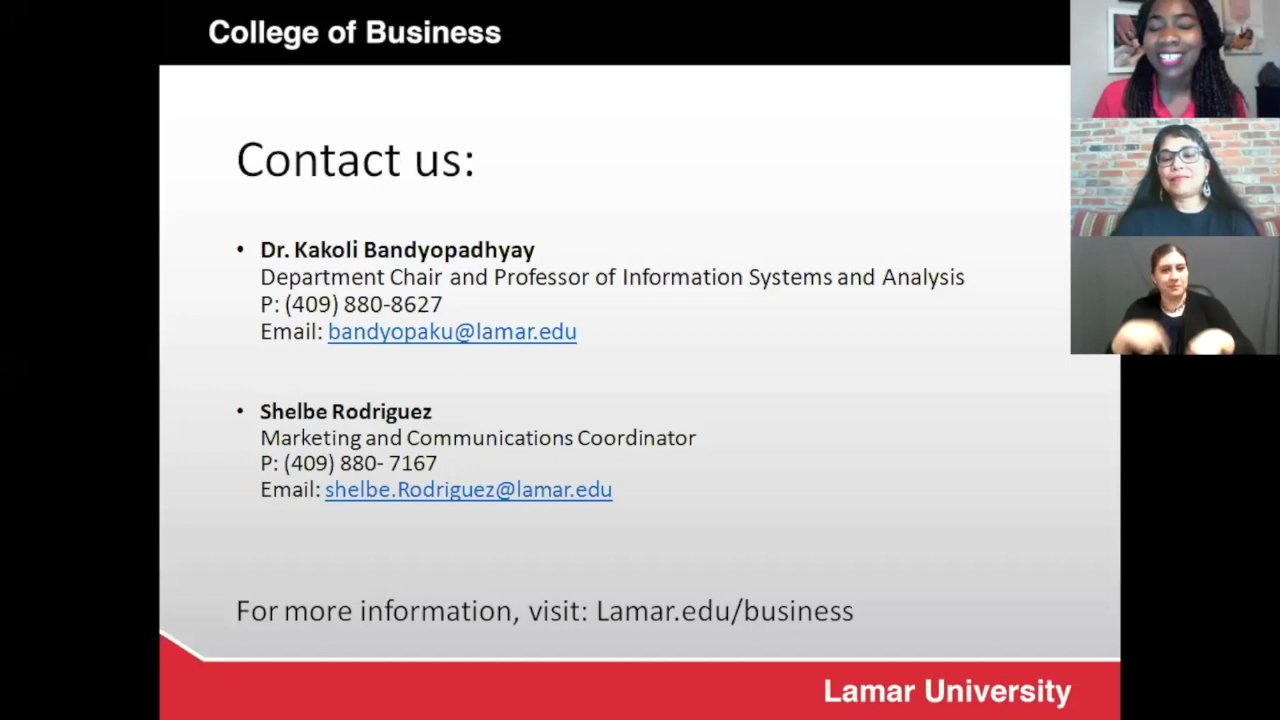 College of Business
Contact us:
• Dr. Kakoli Bandyopadhyay
Department Chair and Professor of Information Systems and Analysis
P: (409) 880-8627
Email: bandyopaku@lamar.edu
• Shelbe Rodriguez
Marketing and Communications Coordinator
P: (409) 880- 7167
Email: shelbe.Rodriguez@lamar.edu
For more information, visit: Lamar.edu/business
Lamar University